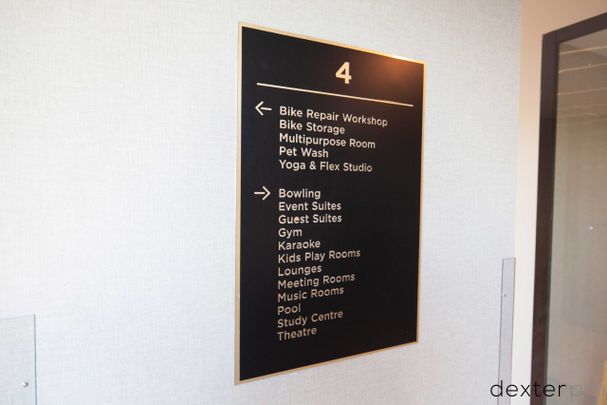 4
← Bike Repair Workshop
Bike Storage
Multipurpose Room
Pet Wash
Yoga & Flex Studio
→ Bowling
Event Suites
Guest Suites
Gym
Karaoke
Kids Play Rooms
Lounges
Meeting Rooms
Music Rooms
Pool
Study Centre
Theatre
dexter